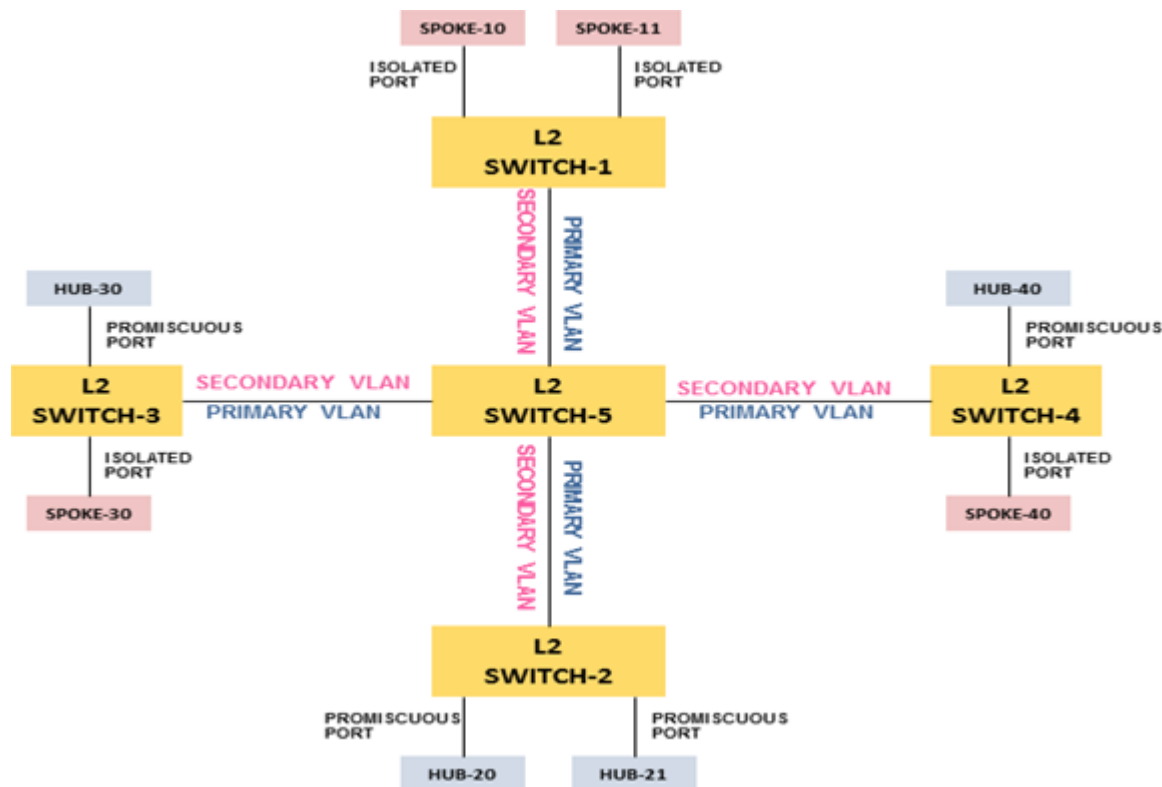 SPOKE-10
SPOKE-11
ISOLATED
PORT
ISOLATED
PORT
L2
SWITCH-1
SECONDARY VLAN
PRIMARY VLAN
HUB-30
HUB-40
PROMISCUOUS
PORT
PROMISCUOUS
PORT
L2
SWITCH-3
SECONDARY VLAN
PRIMARY VLAN
L2
SWITCH-5
SECONDARY VLAN
PRIMARY VLAN
L2
SWITCH-4
ISOLATED
PORT
ISOLATED
PORT
SPOKE-30
SPOKE-40
SECONDARY VLAN
PRIMARY VLAN
L2
SWITCH-2
PROMISCUOUS
PORT
PROMISCUOUS
PORT
HUB-20
HUB-21